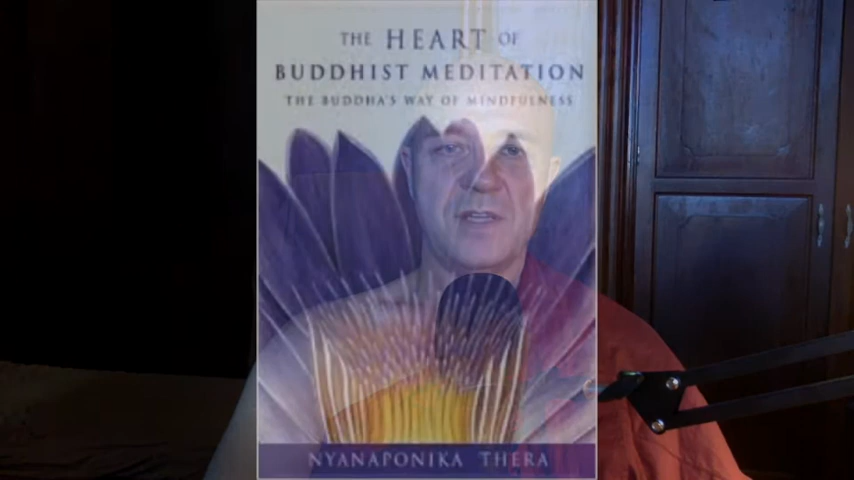 THE HEART OF
BUDDHIST MEDITATION
THE BUDDHA'S WAY OF MINDFULNESS
NYANAPONIKA THERA